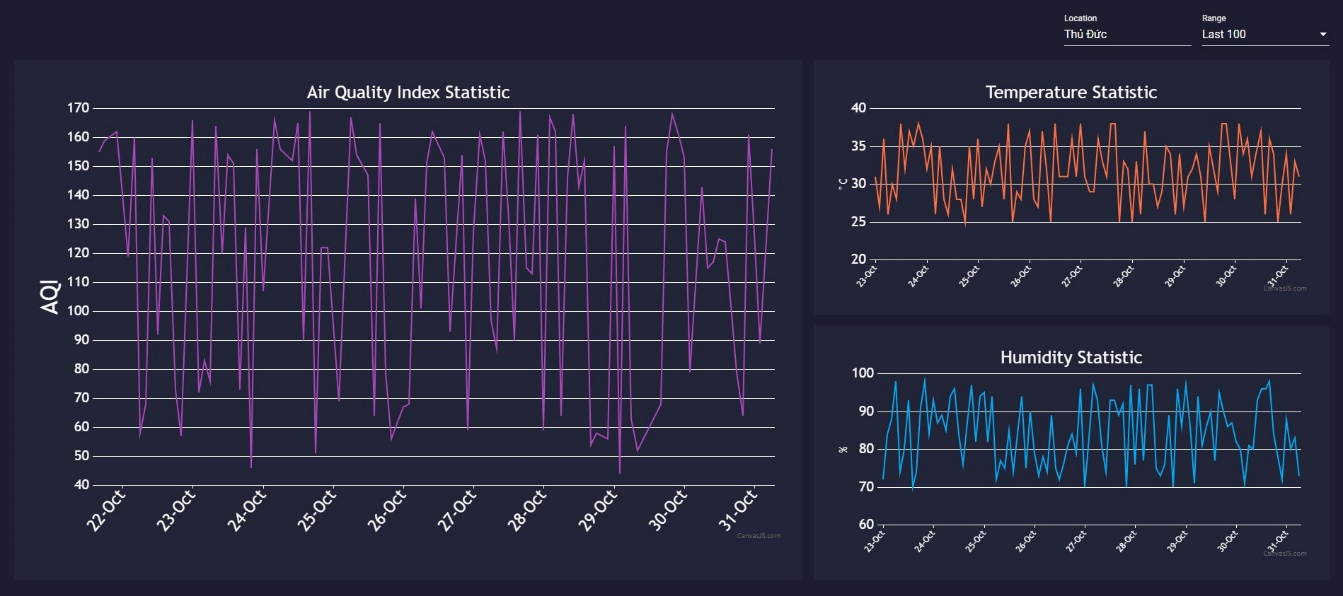 Location
Thủ Đức
Range
Last 100
Air Quality Index Statistic
AQI
170
160
150
140
130
120
110
100
90
80
70
60
50
40
22-Oct
23-Oct
24-Oct
25-Oct
26-Oct
27-Oct
28-Oct
29-Oct
30-Oct
31-Oct
CanvasJS.com
Temperature Statistic
° C
40
35
30
25
20
23-Oct
24-Oct
25-Oct
26-Oct
27-Oct
28-Oct
29-Oct
30-Oct
31-Oct
CanvasJS.com
Humidity Statistic
%
100
90
80
70
60
23-Oct
24-Oct
25-Oct
26-Oct
27-Oct
28-Oct
29-Oct
30-Oct
31-Oct
CanvasJS.com